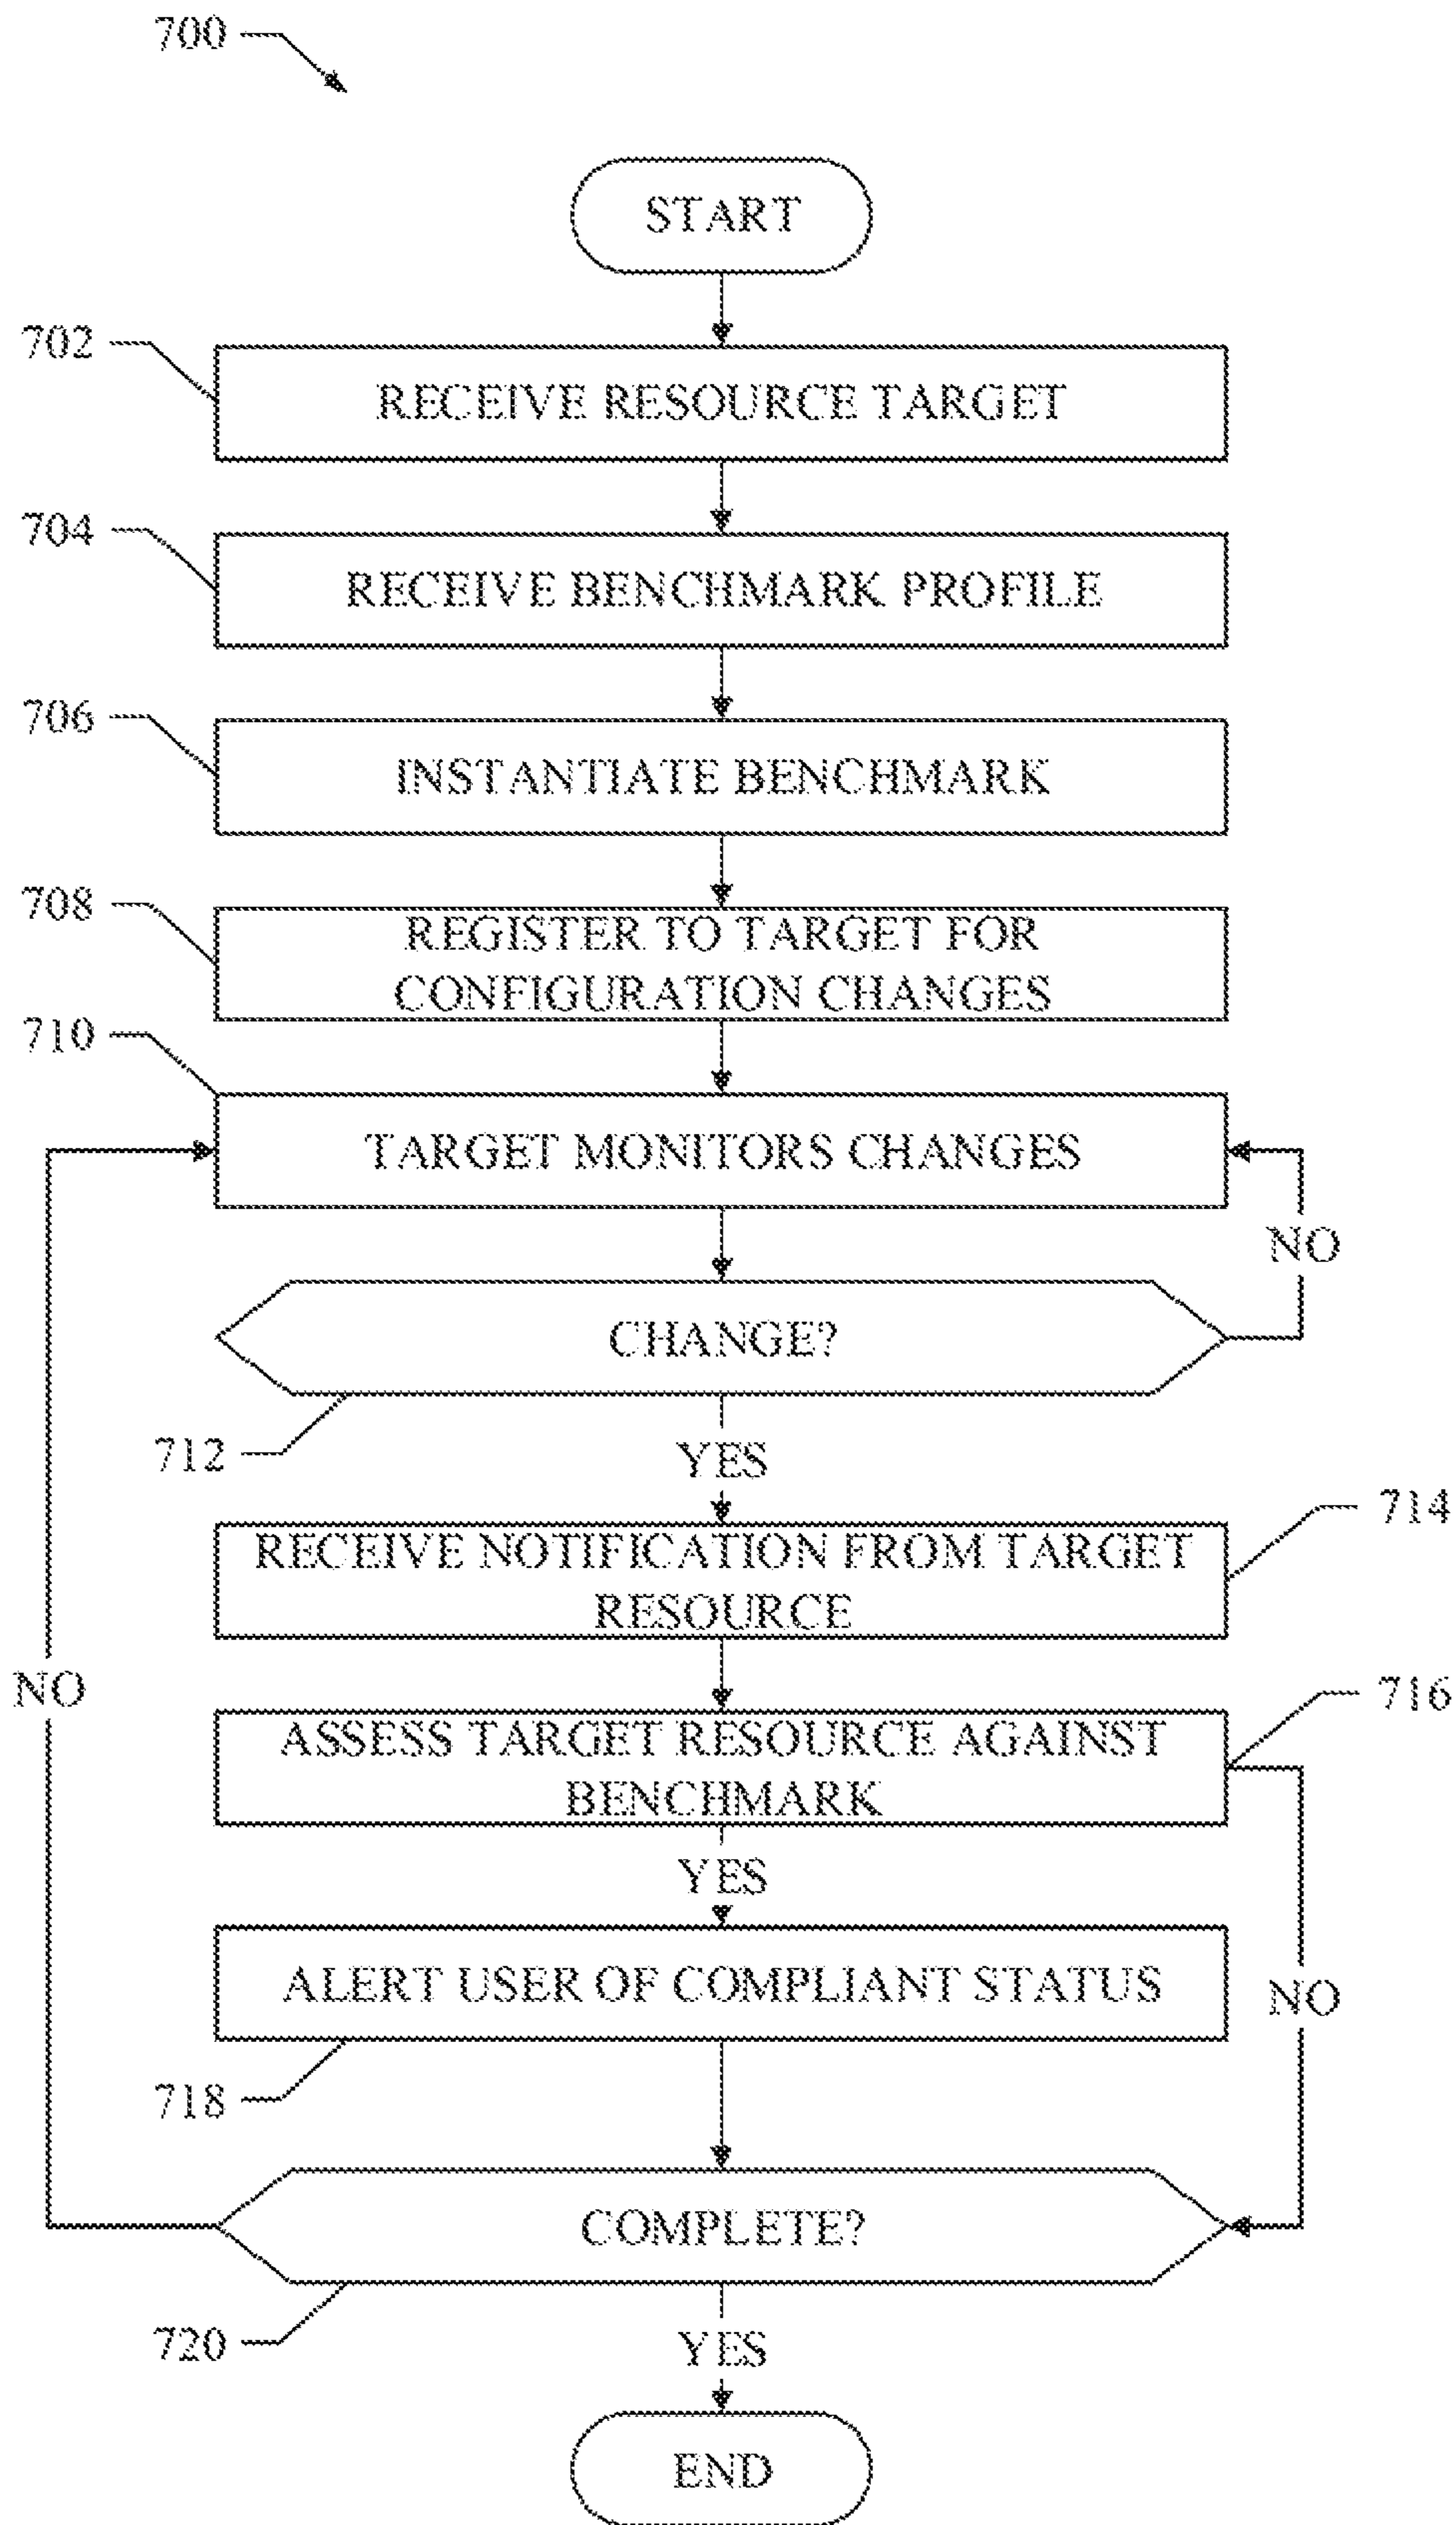 700
START
702
RECEIVE RESOURCE TARGET
704
RECEIVE BENCHMARK PROFILE
706
INSTANTIATE BENCHMARK
708
REGISTER TO TARGET FOR
CONFIGURATION CHANGES
710
TARGET MONITORS CHANGES
NO
CHANGE?
712
YES
714
RECEIVE NOTIFICATION FROM TARGET
RESOURCE
NO
716
ASSESS TARGET RESOURCE AGAINST
BENCHMARK
YES
ALERT USER OF COMPLIANT STATUS
NO
718
COMPLETE?
720
YES
END